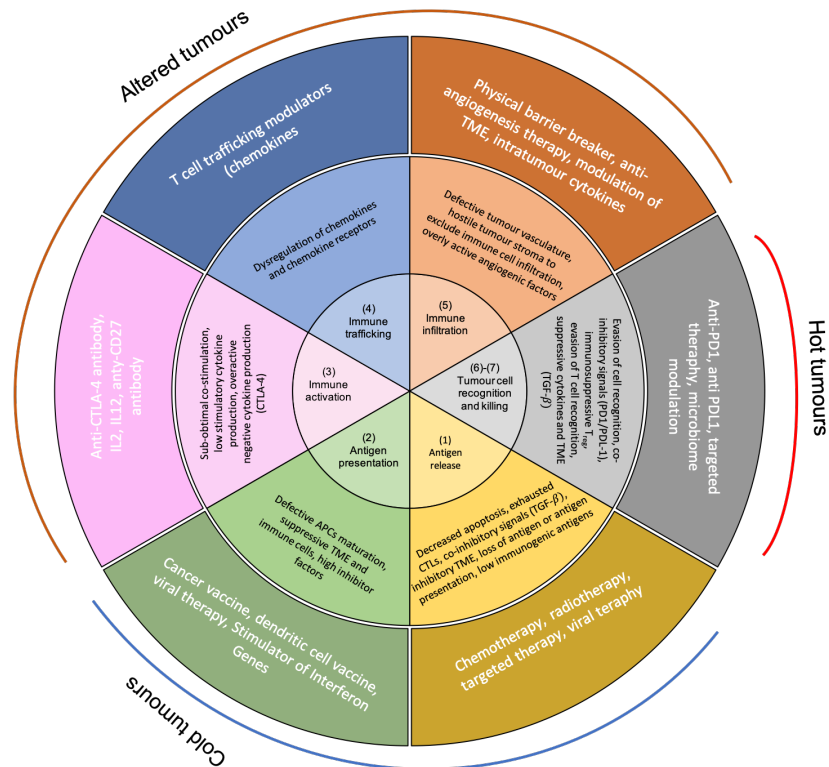 Altered tumours
Hot tumours
Cold tumours
T cell trafficking modulators
(chemokines
Physical barrier breaker, anti-
angiogenesis therapy, modulation of
TME, intratumour cytokines
Anti-PD1, anti PDL1, targeted
theraphy, microbiome
modulation
Chemotherapy, radiotherapy,
targeted therapy, viral teraphy
Cancer vaccine, dendritic cell vaccine,
viral therapy, Stimulator of Interferon
Genes
Anti-CTLA-4 antibody,
IL2, IL12, anty-CD27
antibody
Dysregulation of chemokines
and chemokine receptors
Defective tumour vasculature,
hostile tumour stroma to
exclude immune cell infiltration,
overly active angiogenic factors
Evasion of cell recognition, co-
inhibitory signals (PD1/PDL-1),
immunosuppressive Tregr
evasion of T cell recognition,
suppressive cytokines and TME
(TGF-β)
Decreased apoptosis, exhausted
CTLs, co-inhibitory signals (TGF-β),
inhibitory TME, loss of antigen or antigen
presentation, low immunogenic antigens
Defective APCs maturation,
suppressive TME and
immune cells, high inhibitor
factors
Sub-obtimal co-stimulation,
low stimulatory cytokine
production, overactive
negative cytokine production
(CTLA-4)
(4)
Immune
trafficking
(5)
Immune
infiltration
(6)-(7)
Tumour cell
recognition
and killing
(1)
Antigen
release
(2)
Antigen
presentation
(3)
Immune
activation